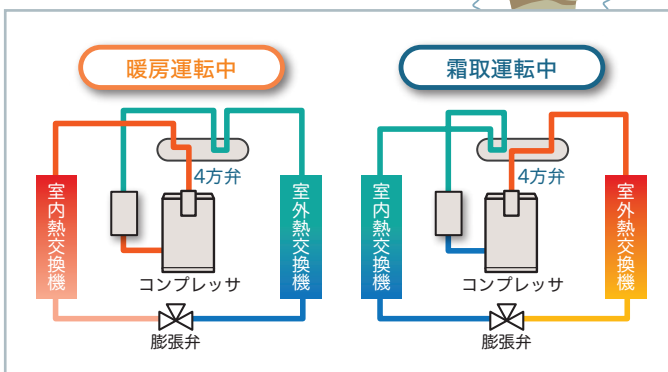 暖房運転中
4方弁
室内熱交換機
室外熱交換機
コンプレッサ
膨張弁
霜取運転中
4方弁
室内熱交換機
室外熱交換機
コンプレッサ
膨張弁